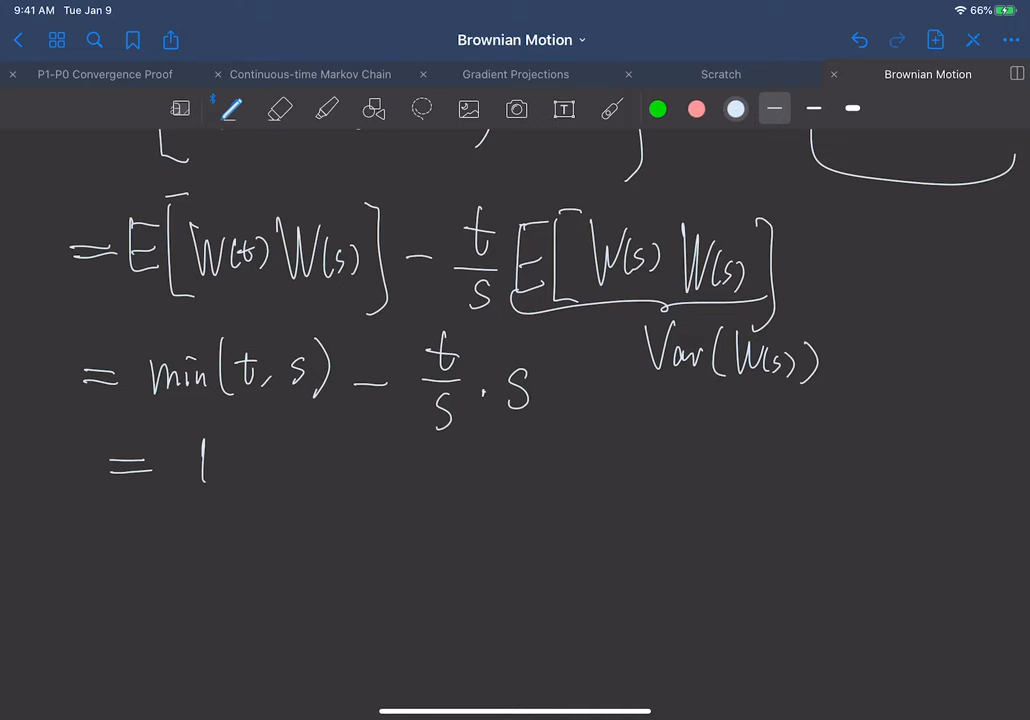 9:41 AM Tue Jan 9
66%
Brownian Motion
P1-P0 Convergence Proof
Continuous-time Markov Chain
Gradient Projections
Scratch
Brownian Motion
= E[W(t) W(s)] - t/s E[W(s) W(s)]
Var(W(s))
= min(t, s) - t/s · s
=